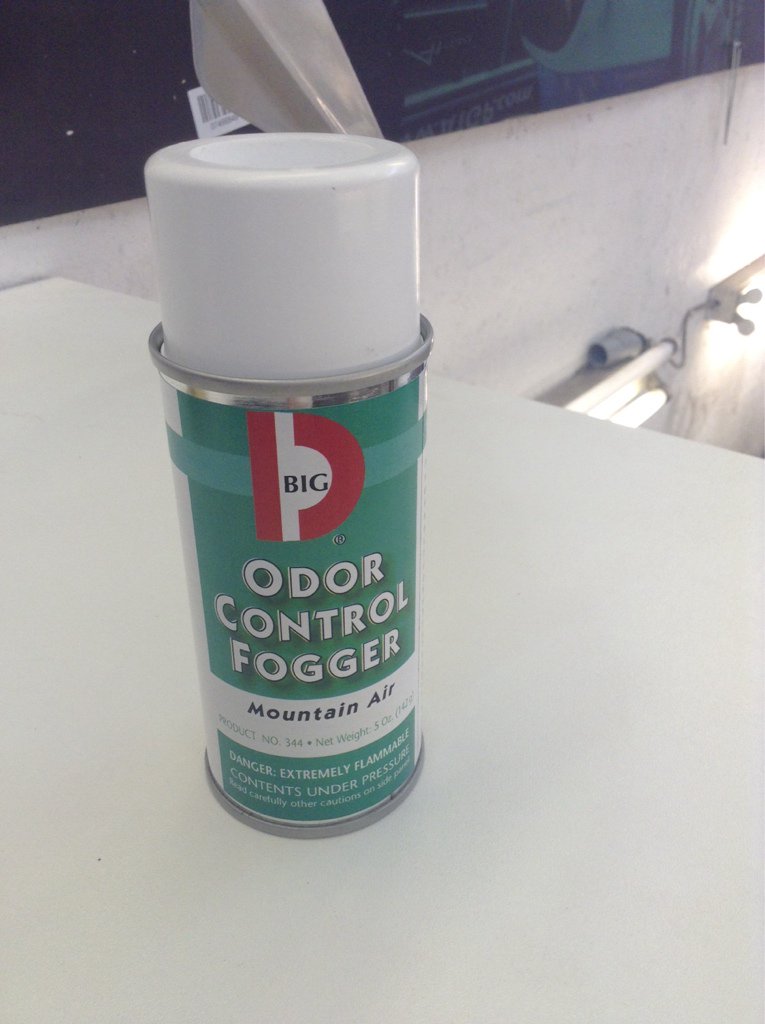 BIG
D
®
ODOR
CONTROL
FOGGER
Mountain Air
PRODUCT NO. 344 • Net Weight: 5 Oz. (142g)
DANGER: EXTREMELY FLAMMABLE
CONTENTS UNDER PRESSURE
Read carefully other cautions on side panel